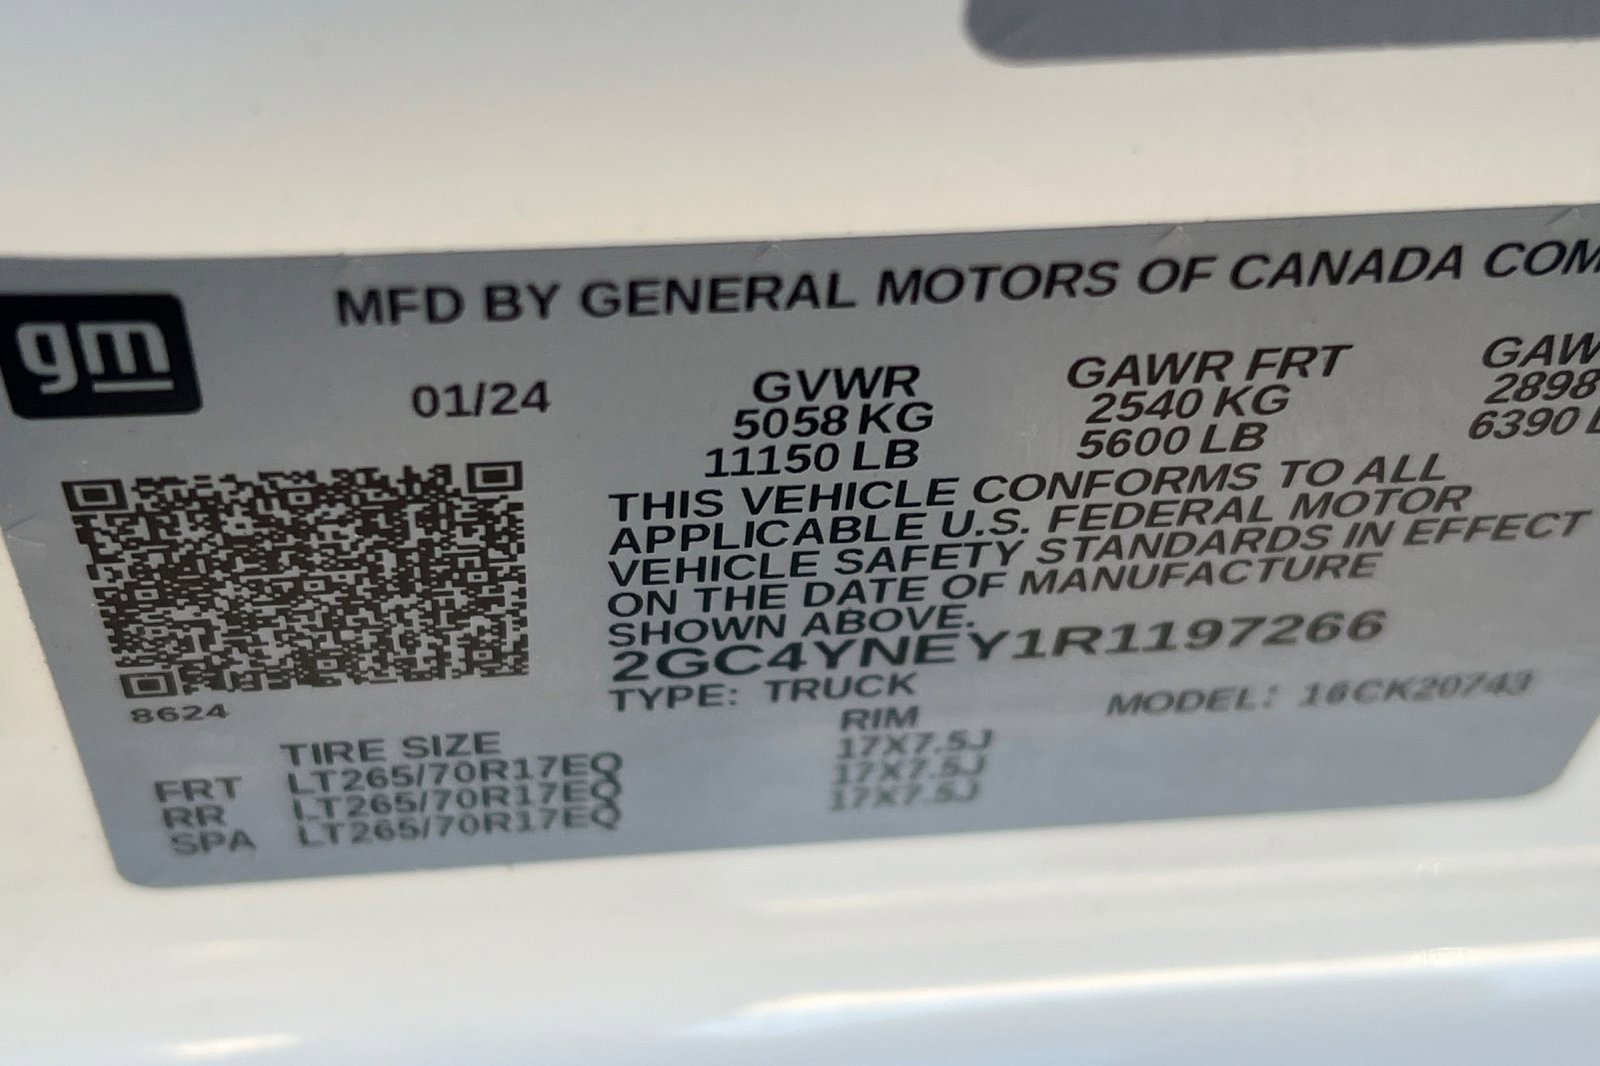 MFD BY GENERAL MOTORS OF CANADA COM
gm
01/24
GVWR GAWR FRT GAW
5058 KG 2540 KG 2898
11150 LB 5600 LB 6390 L
THIS VEHICLE CONFORMS TO ALL
APPLICABLE U.S. FEDERAL MOTOR
VEHICLE SAFETY STANDARDS IN EFFECT
ON THE DATE OF MANUFACTURE
SHOWN ABOVE.
2GC4YNEY1R1197266
TYPE: TRUCK MODEL: 16CK20743
8624
TIRE SIZE RIM
FRT LT265/70R17EQ 17X7.5J
RR LT265/70R17EQ 17X7.5J
SPA LT265/70R17EQ 17X7.5J